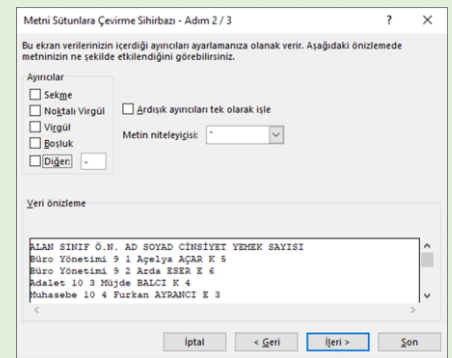 Metni Sütunlara Çevirme Sihirbazı - Adım 2 / 3 ? ×
Bu ekran verilerinizin içerdiği ayırıcıları ayarlamanıza olanak verir. Aşağıdaki önizlemede
metninizin ne şekilde etkilendiğini görebilirsiniz.
Ayırıcılar
Sekme
Noktalı Virgül
Virgül
Boşluk
Diğer: -
Ardışık ayırıcıları tek olarak işle
Metin niteleyicisi: "
Veri önizleme
ALAN SINIF Ö.N. AD SOYAD CİNSİYET YEMEK SAYISI
Büro Yönetimi 9 1 Açelya AÇAR K 5
Büro Yönetimi 9 2 Arda ESER E 6
Adalet 10 3 Müjde BALCI K 4
Muhasebe 10 4 Furkan AYRANCI E 3
İptal < Geri İleri > Son